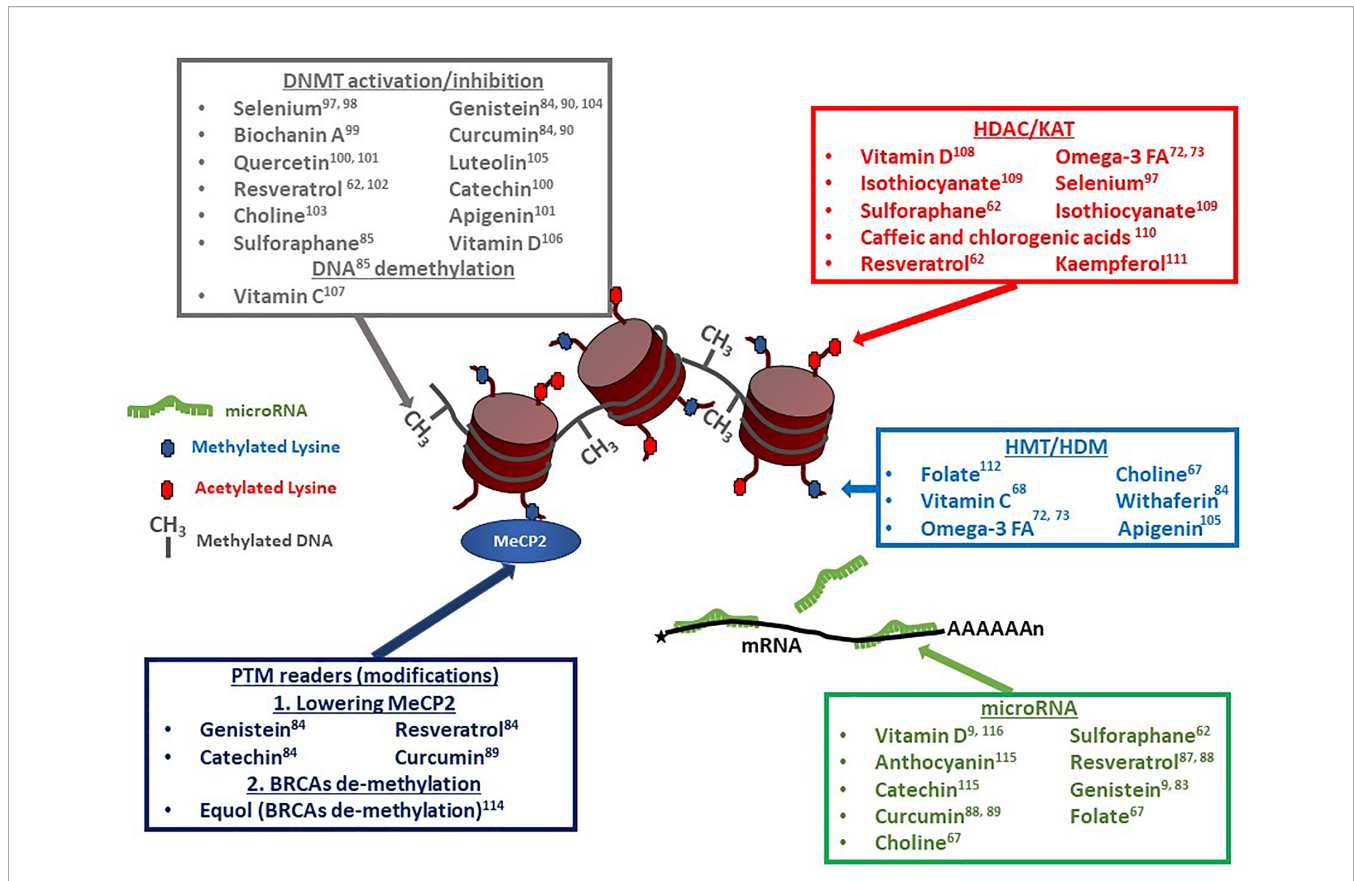 DNMT activation/inhibition
• Selenium97, 98 Genistein84, 90, 104
• Biochanin A99 Curcumin84, 90
• Quercetin100, 101 Luteolin105
• Resveratrol 62, 102 Catechin100
• Choline103 Apigenin101
• Sulforaphane85 Vitamin D106
DNA85 demethylation
• Vitamin C107
HDAC/KAT
• Vitamin D108 Omega-3 FA72, 73
• Isothiocyanate109 Selenium97
• Sulforaphane62 Isothiocyanate109
• Caffeic and chlorogenic acids 110
• Resveratrol62 Kaempferol111
CH3
CH3
CH3
CH3
microRNA
Methylated Lysine
Acetylated Lysine
CH3 Methylated DNA
HMT/HDM
• Folate112 Choline67
• Vitamin C68 Withaferin84
• Omega-3 FA72, 73 Apigenin105
MeCP2
mRNA
AAAAAAn
PTM readers (modifications)
1. Lowering MeCP2
• Genistein84 Resveratrol84
• Catechin84 Curcumin89
2. BRCAs de-methylation
• Equol (BRCAs de-methylation)114
microRNA
• Vitamin D9, 116 Sulforaphane62
• Anthocyanin115 Resveratrol87, 88
• Catechin115 Genistein9, 83
• Curcumin88, 89 Folate67
• Choline67